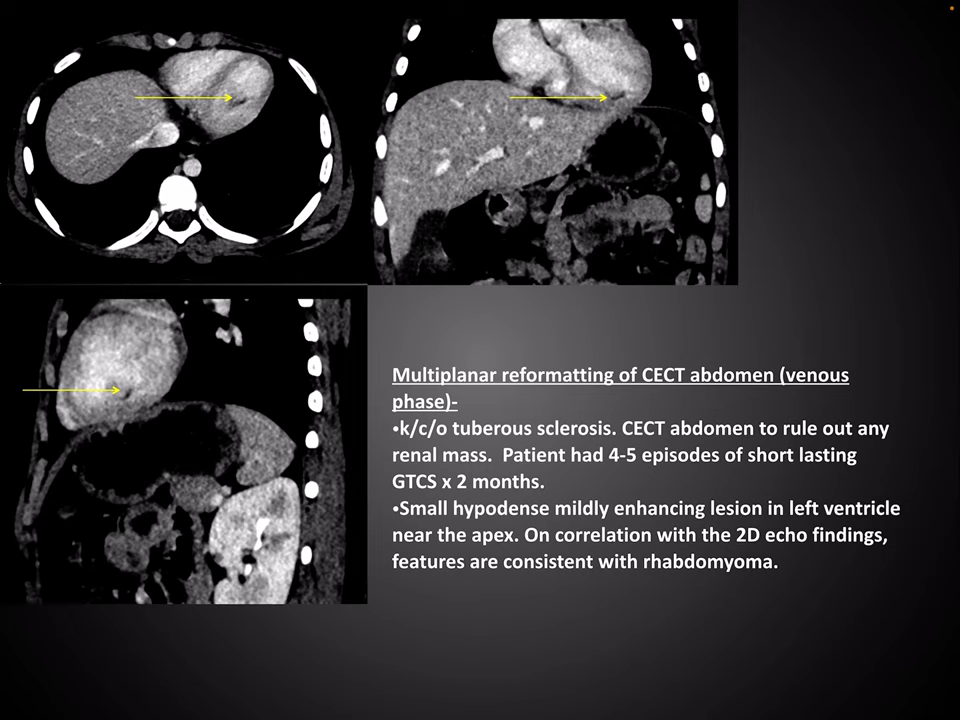 Multiplanar reformatting of CECT abdomen (venous
phase)-
•k/c/o tuberous sclerosis. CECT abdomen to rule out any
renal mass.  Patient had 4-5 episodes of short lasting
GTCS x 2 months.
•Small hypodense mildly enhancing lesion in left ventricle
near the apex. On correlation with the 2D echo findings,
features are consistent with rhabdomyoma.